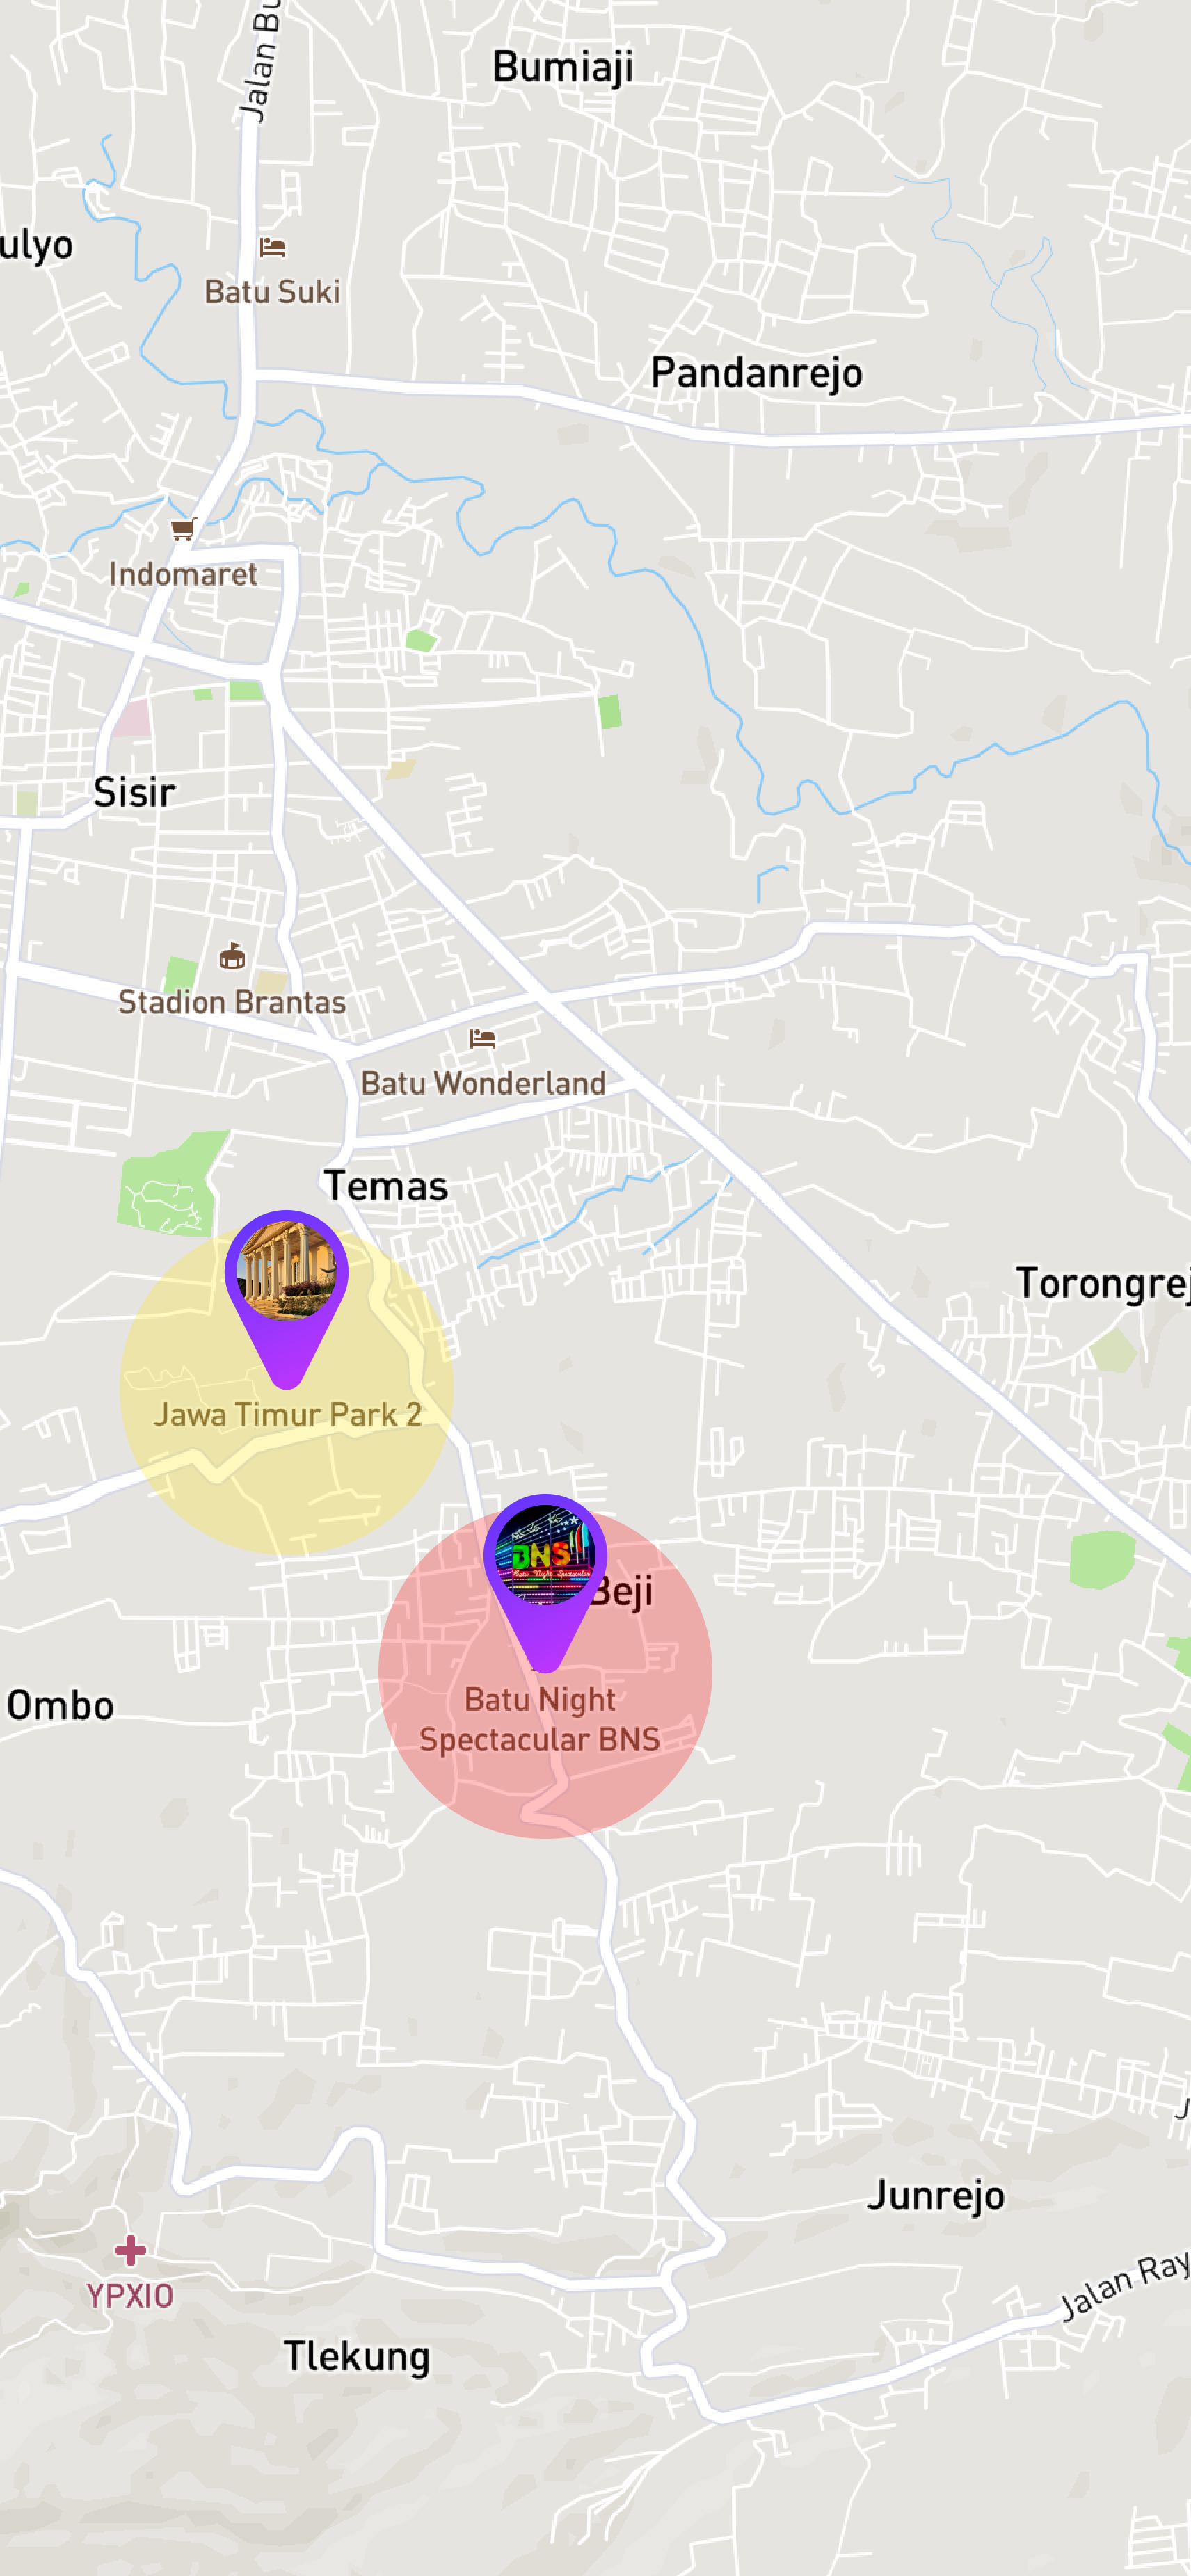 Jalan Bu
Bumiaji
ulyo
Batu Suki
Pandanrejo
Indomaret
Sisir
Stadion Brantas
Batu Wonderland
Temas
Torongrej
Jawa Timur Park 2
BNS
Batu Night Spectacular
Beji
Batu Night
Spectacular BNS
Ombo
J
Junrejo
Jalan Ray
YPXIO
Tlekung